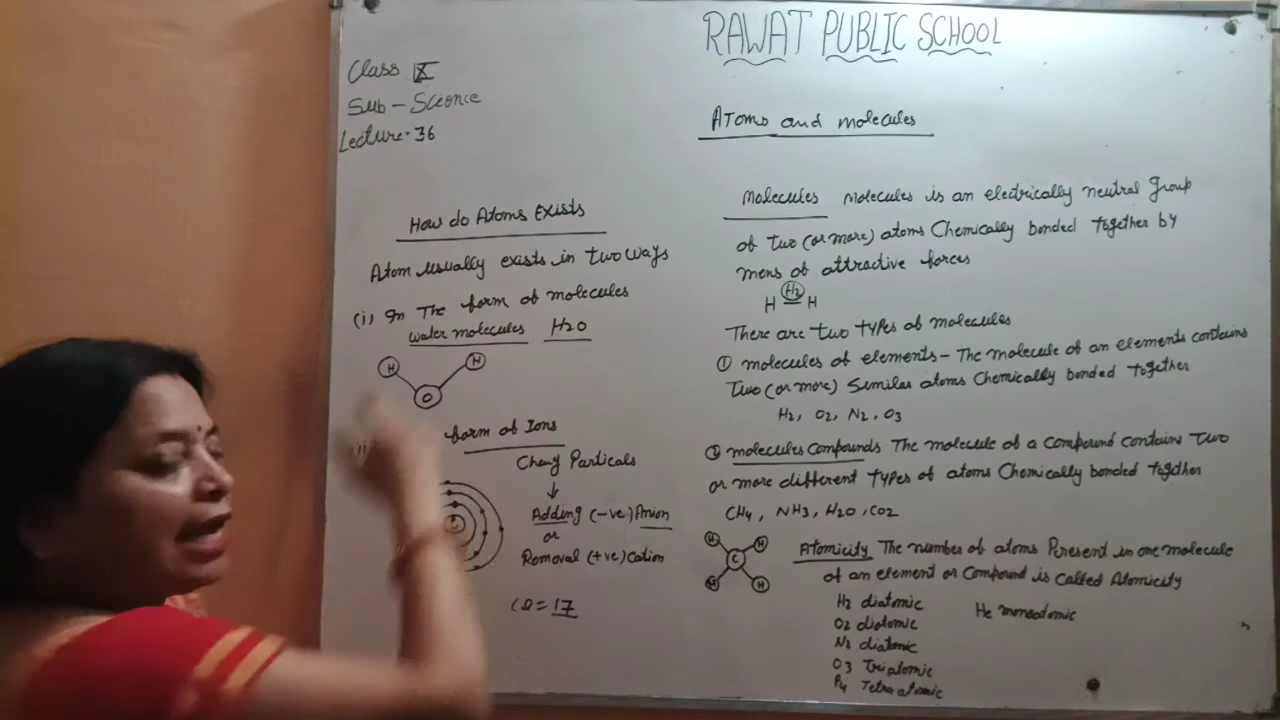 RAWAT PUBLIC SCHOOL
Class IX
Sub - Science
Lecture-36
Atoms and molecules
How do Atoms Exists
Atom usually exists in two ways
(i) In The form of molecules
water molecules H2O
H H
O
form of Ions
Particals
↓
Adding (-ve) Anion
or
Removal (+ve) Cation
= 17
Molecules Molecules is an electrically neutral Group
of two (or more) atoms Chemically bonded together by
mens of attractive forces
H H2 H
There are two types of molecules
① molecules of elements - The molecule of an elements contains
Two (or more) Similar atoms Chemically bonded together
H2, O2, N2, O3
② molecules Compounds The molecule of a Compound contains Two
or more different Types of atoms Chemically bonded together
CH4, NH3, H2O, CO2
H H
C
H H
Atomicity The number of atoms Peresent in one molecule
of an element or Compound is called Atomicity
H2 diatomic He monoatomic
O2 diatomic
N2 diatomic
O3 Triatomic
P4 Tetra atomic